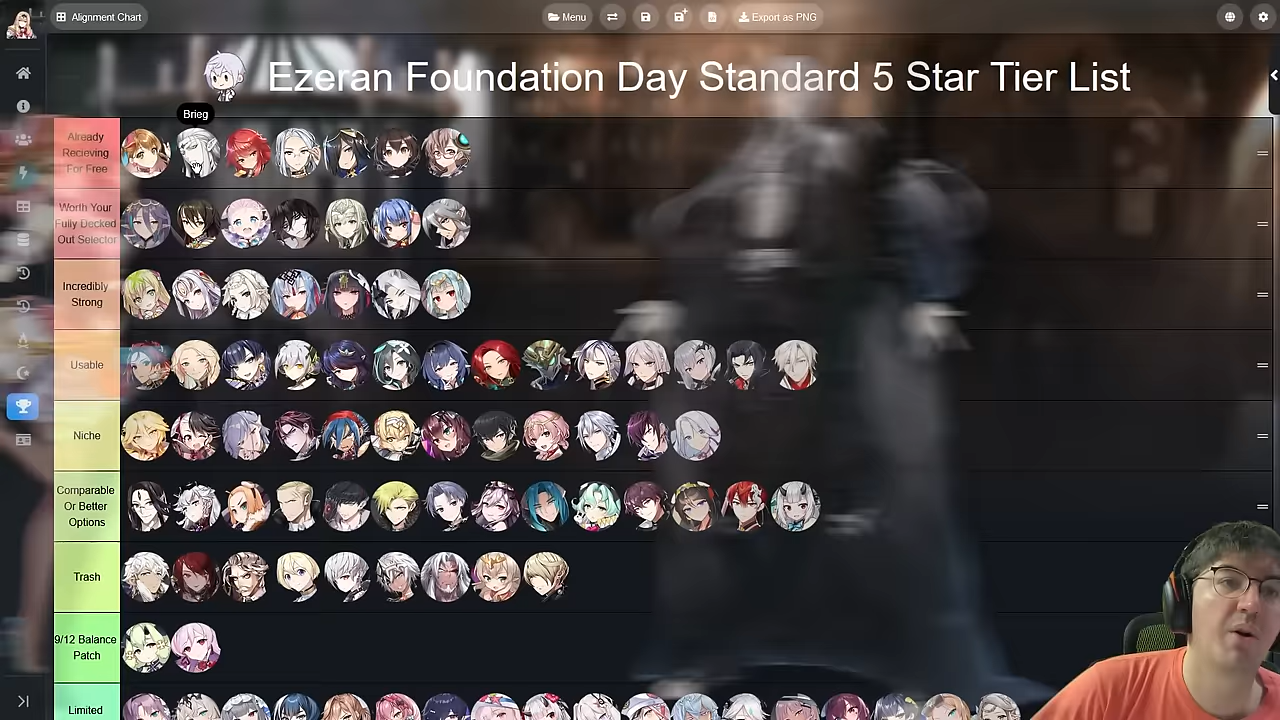 Alignment Chart
Menu
Export as PNG
Ezeran Foundation Day Standard 5 Star Tier List
Brieg
Already
Recieving
For Free
Worth Your
Fully Decked
Out Selector
Incredibly
Strong
Usable
Niche
Comparable
Or Better
Options
Trash
9/12 Balance
Patch
Limited